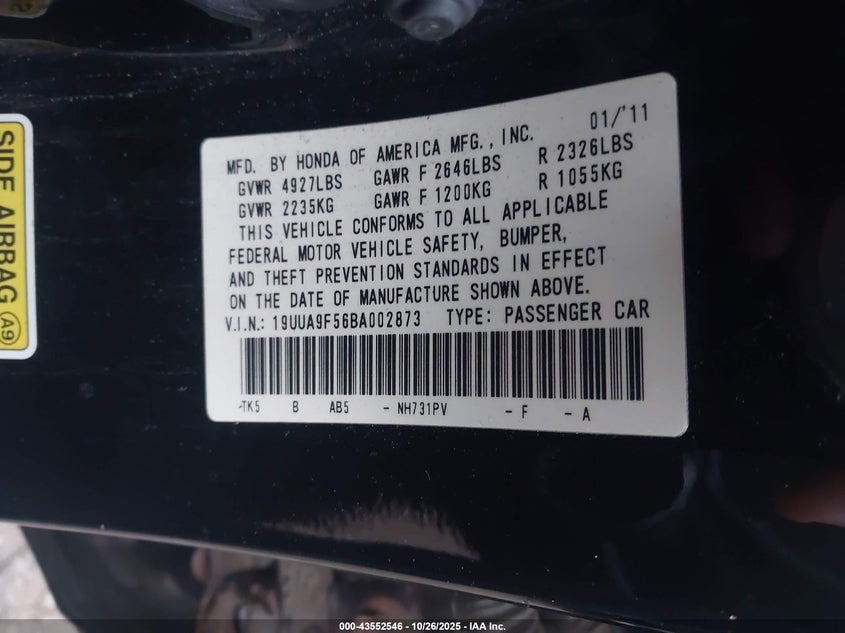 SIDE AIRBAG A9
01/'11
MFD. BY HONDA OF AMERICA MFG., INC.
GVWR 4927LBS GAWR F 2646LBS R 2326LBS
GVWR 2235KG GAWR F 1200KG R 1055KG
THIS VEHICLE CONFORMS TO ALL APPLICABLE
FEDERAL MOTOR VEHICLE SAFETY, BUMPER,
AND THEFT PREVENTION STANDARDS IN EFFECT
ON THE DATE OF MANUFACTURE SHOWN ABOVE.
V.I.N.: 19UUA9F56BA002873 TYPE: PASSENGER CAR
-TK5 B AB5 - NH731PV - F - A
000-43552546 - 10/26/2025 - IAA Inc.